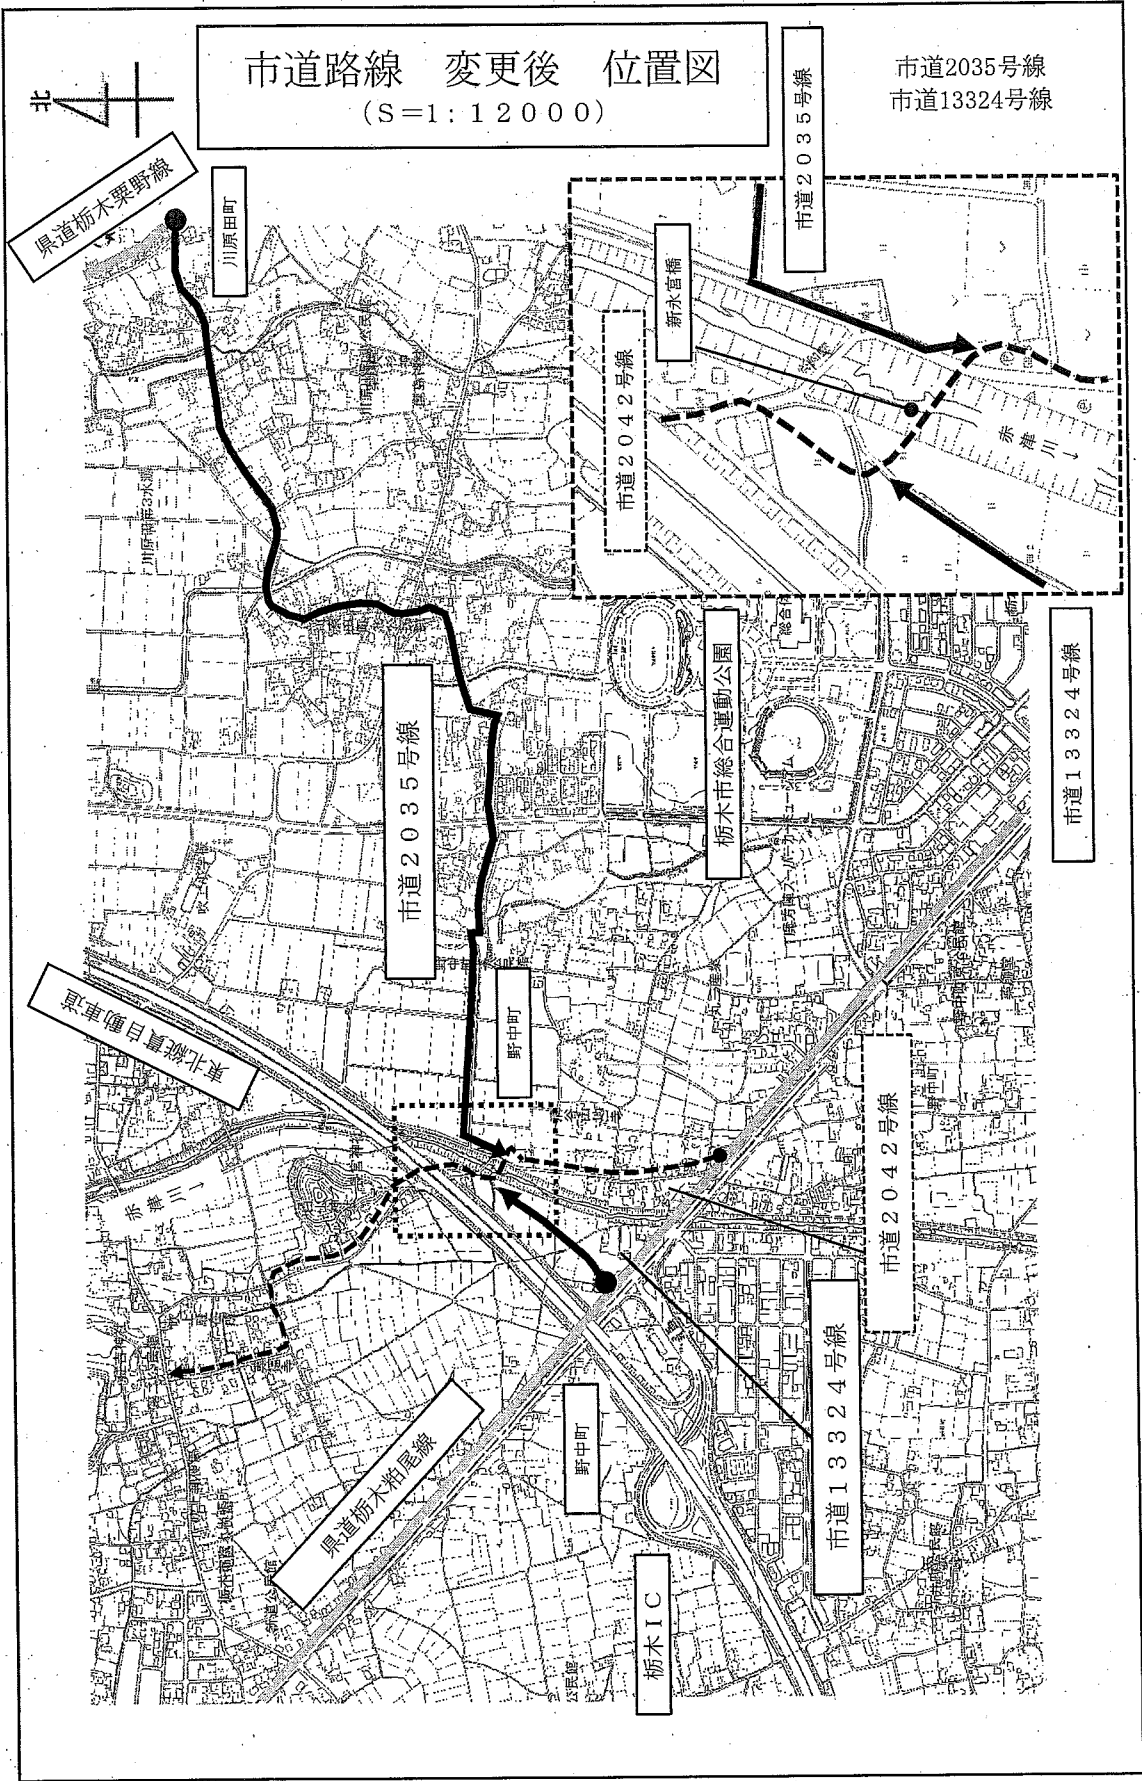 市道路線　変更後　位置図
(S=1:12000)
市道2035号線
市道13324号線
北
県道栃木粟野線
川原田町
市道2035号線
新永宮橋
市道2042号線
赤津川→
市道13324号線
市道2035号線
栃木市総合運動公園
東北縦貫自動車道
野中町
赤津川→
市道2042号線
市道13324号線
県道栃木粕尾線
野中町
栃木IC